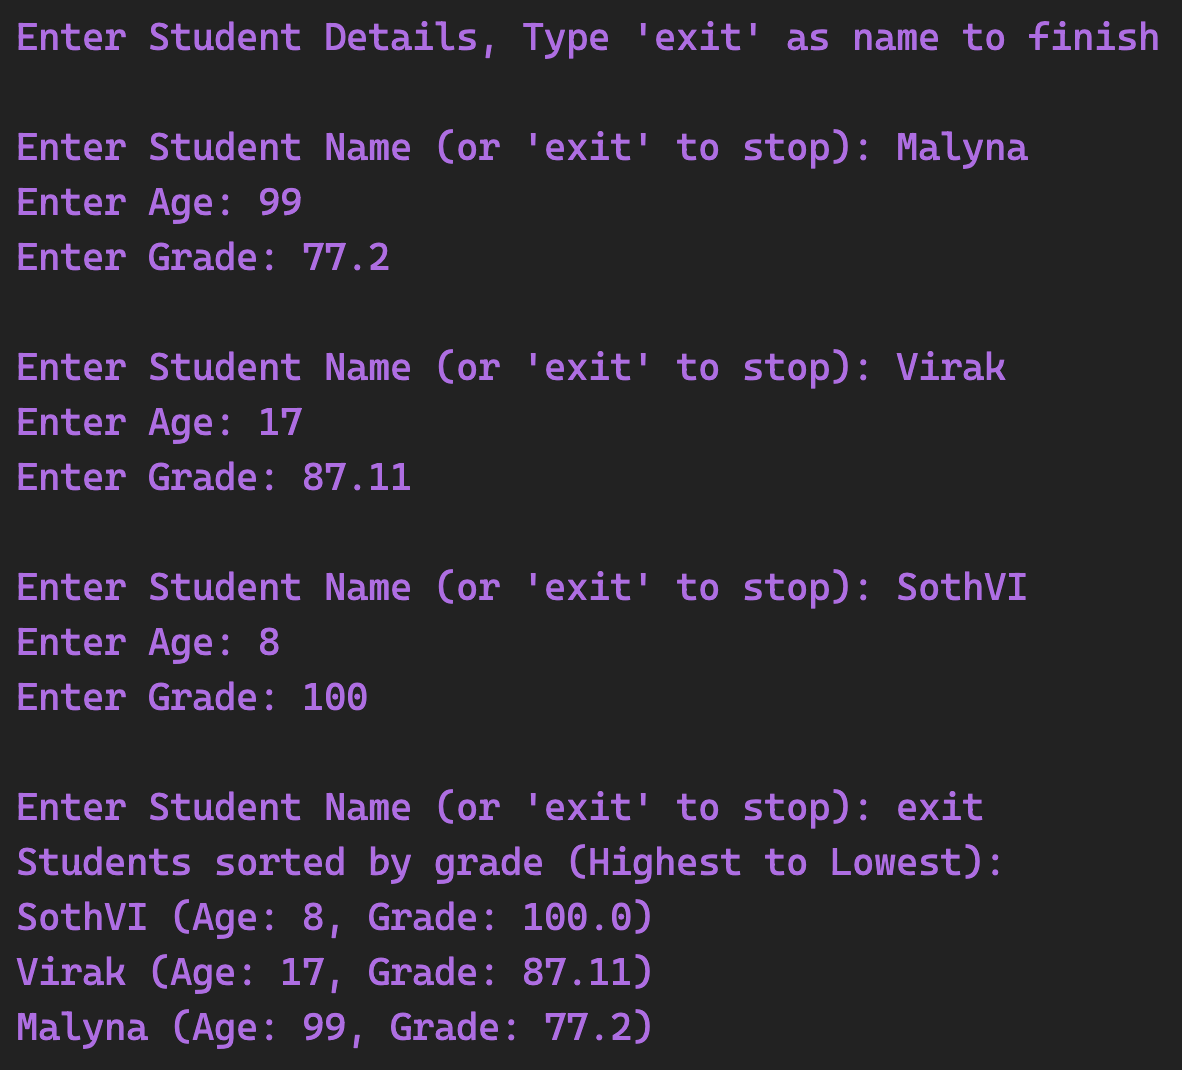 Enter Student Details, Type 'exit' as name to finish
Enter Student Name (or 'exit' to stop): Malyna
Enter Age: 99
Enter Grade: 77.2
Enter Student Name (or 'exit' to stop): Virak
Enter Age: 17
Enter Grade: 87.11
Enter Student Name (or 'exit' to stop): SothVI
Enter Age: 8
Enter Grade: 100
Enter Student Name (or 'exit' to stop): exit
Students sorted by grade (Highest to Lowest):
SothVI (Age: 8, Grade: 100.0)
Virak (Age: 17, Grade: 87.11)
Malyna (Age: 99, Grade: 77.2)